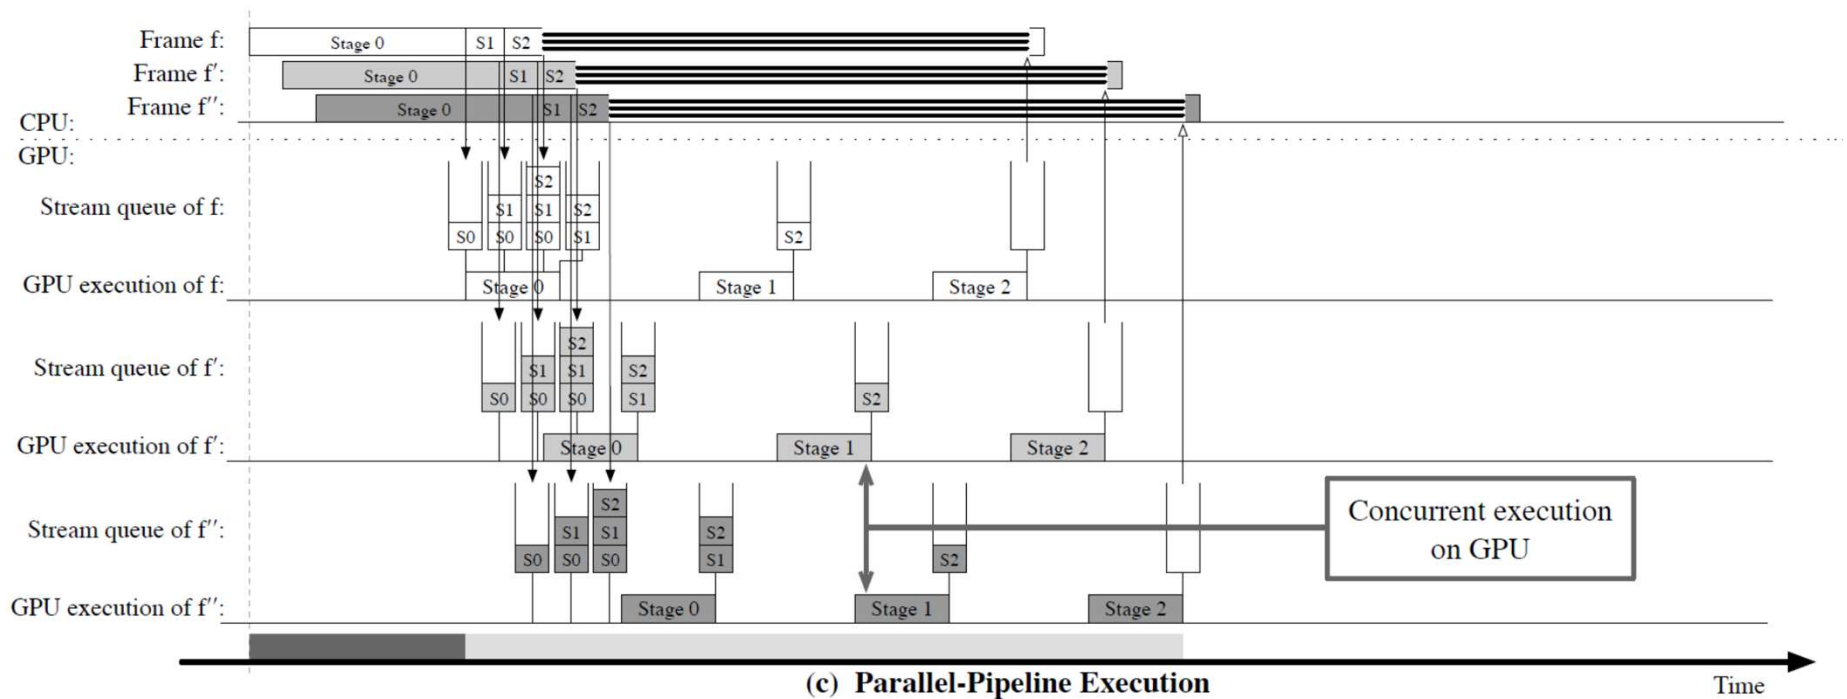 Frame f:
Stage 0 S1 S2
Frame f′:
Stage 0 S1 S2
Frame f′′:
Stage 0 S1 S2
CPU:
GPU:
S2
Stream queue of f:
S1 S1 S2
S0 S0 S0 S1 S2
GPU execution of f:
Stage 0 Stage 1 Stage 2
S2
Stream queue of f′:
S1 S1 S2
S0 S0 S0 S1 S2
GPU execution of f′:
Stage 0 Stage 1 Stage 2
S2
Stream queue of f′′:
S1 S1 S2
S0 S0 S0 S1 S2
Concurrent execution
on GPU
GPU execution of f′′:
Stage 0 Stage 1 Stage 2
(c) Parallel-Pipeline Execution
Time